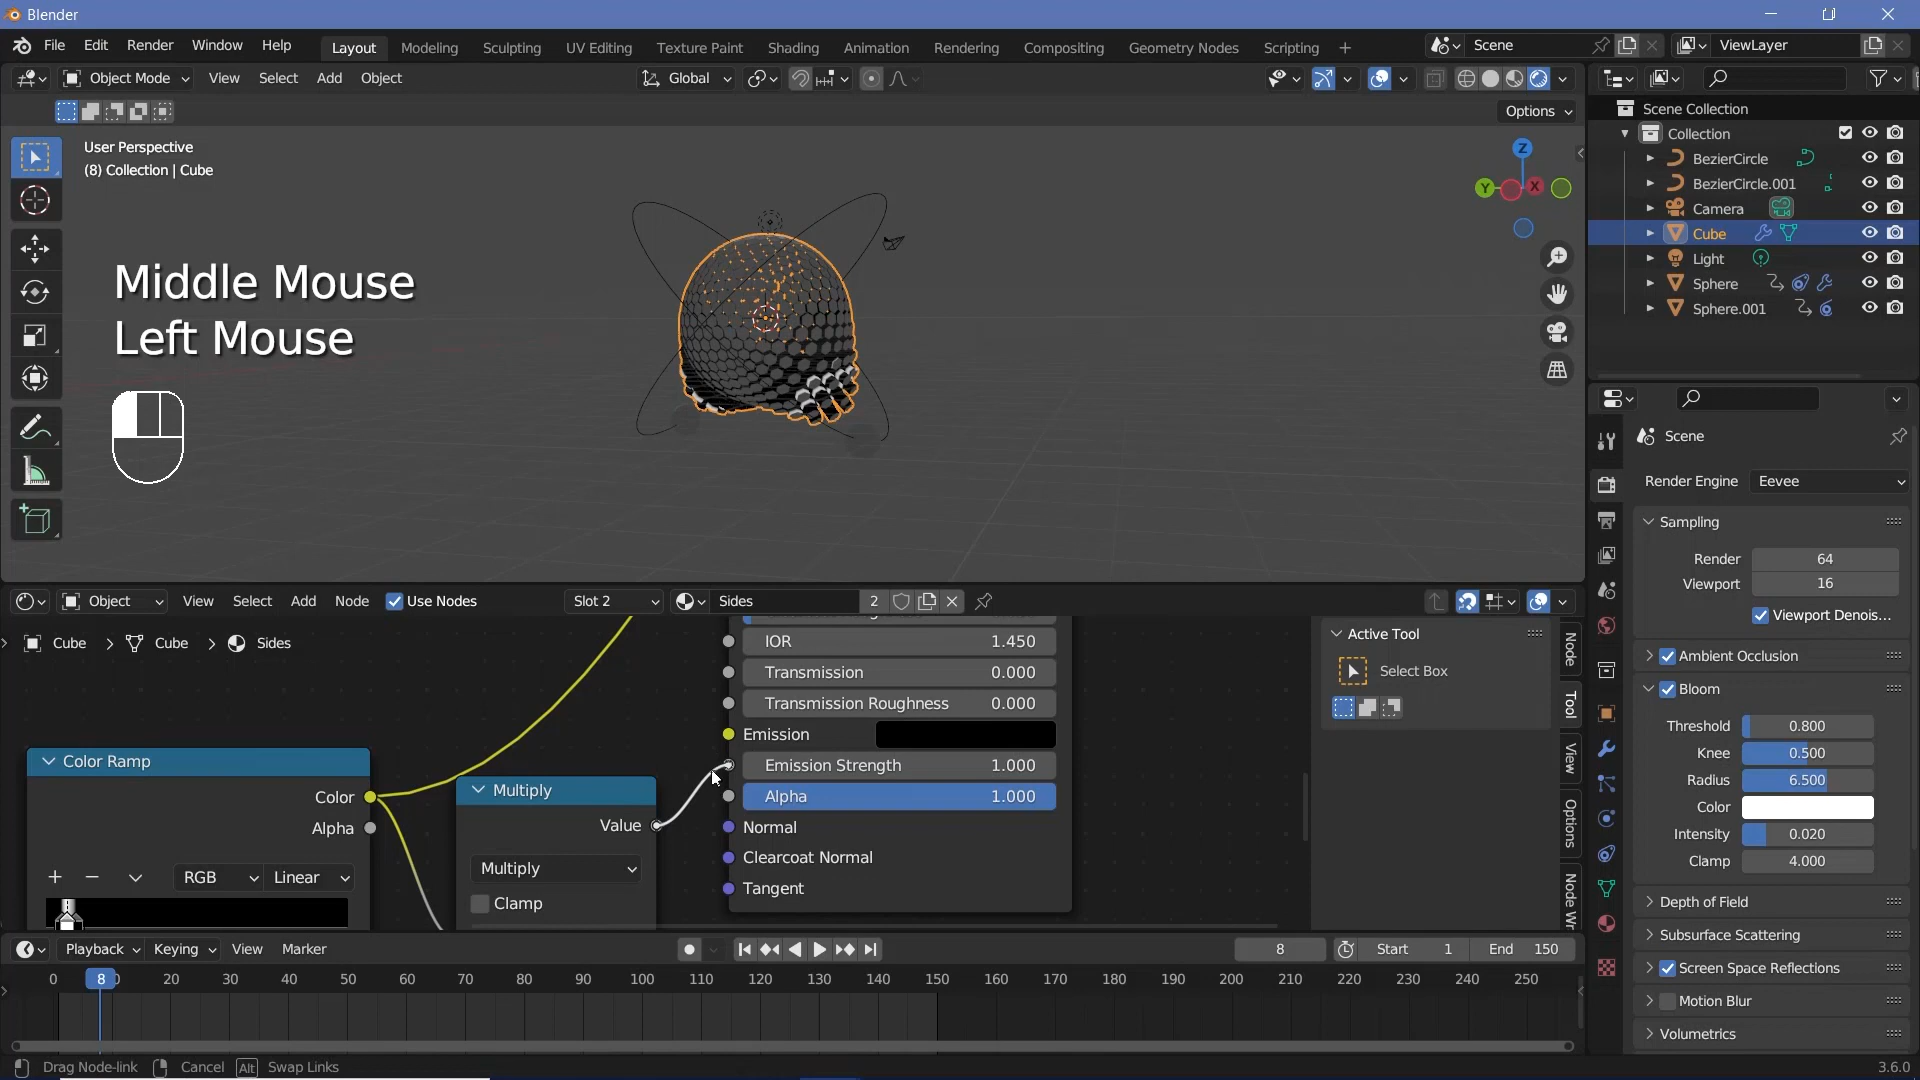 Blender
File Edit Render Window Help
Layout Modeling Sculpting UV Editing Texture Paint Shading Animation Rendering Compositing Geometry Nodes Scripting
Scene ViewLayer
Object Mode View Select Add Object Global
Options
User Perspective
(8) Collection | Cube
Middle Mouse
Left Mouse
Z
Y X
Scene Collection
Collection
BezierCircle
BezierCircle.001
Camera
Cube
Light
Sphere
Sphere.001
Scene
Render Engine Eevee
Sampling
Render 64
Viewport 16
Viewport Denois...
Ambient Occlusion
Bloom
Threshold 0.800
Knee 0.500
Radius 6.500
Color
Intensity 0.020
Clamp 4.000
Depth of Field
Subsurface Scattering
Screen Space Reflections
Motion Blur
Volumetrics
Object View Select Add Node Use Nodes Slot 2 Sides 2
Cube > Cube > Sides
IOR 1.450
Transmission 0.000
Transmission Roughness 0.000
Emission
Emission Strength 1.000
Alpha 1.000
Normal
Clearcoat Normal
Tangent
Color Ramp
Color
Alpha
RGB Linear
Multiply
Value
Multiply
Clamp
Active Tool
Select Box
Node
Tool
View
Options
Node Wr
Playback Keying View Marker
8 Start 1 End 150
0 8 20 30 40 50 60 70 80 90 100 110 120 130 140 150 160 170 180 190 200 210 220 230 240 250
Drag Node-link Cancel Alt Swap Links
3.6.0